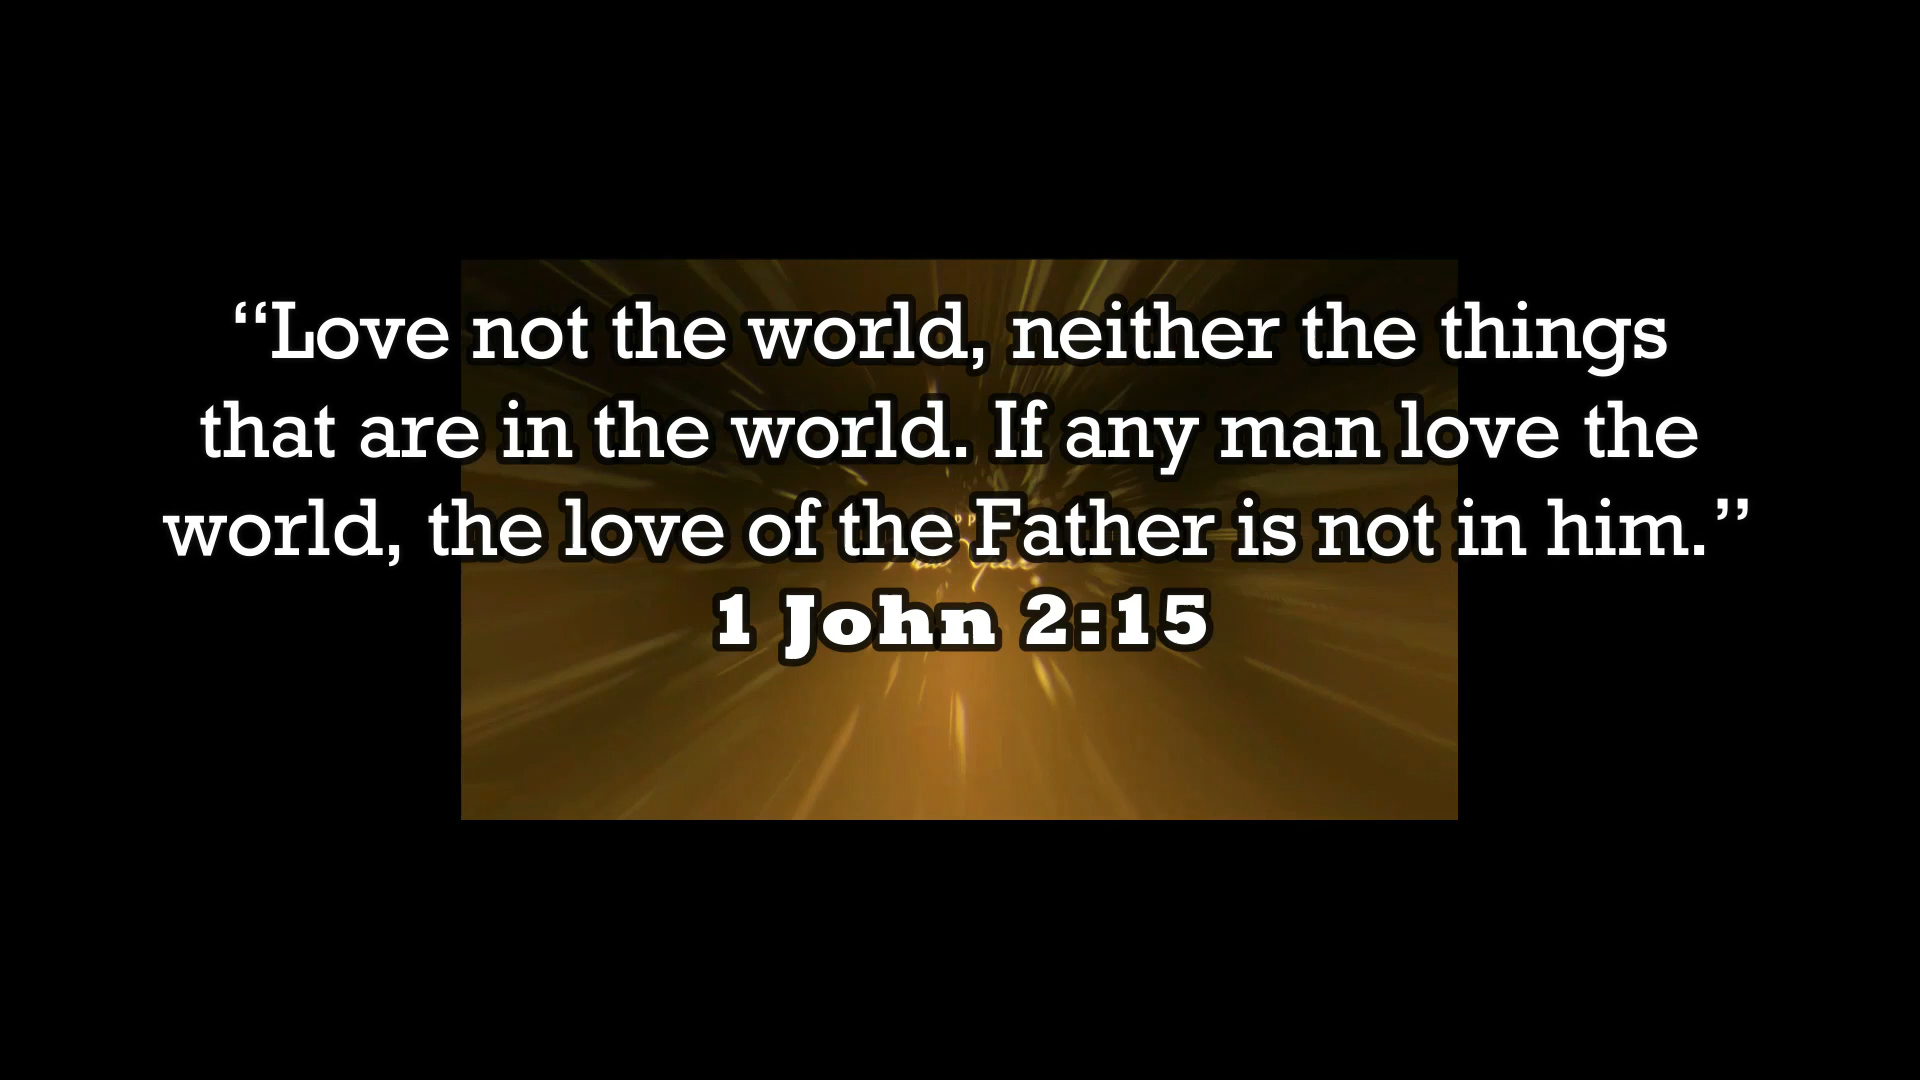 “Love not the world, neither the things
that are in the world. If any man love the
world, the love of the Father is not in him.”
1 John 2:15